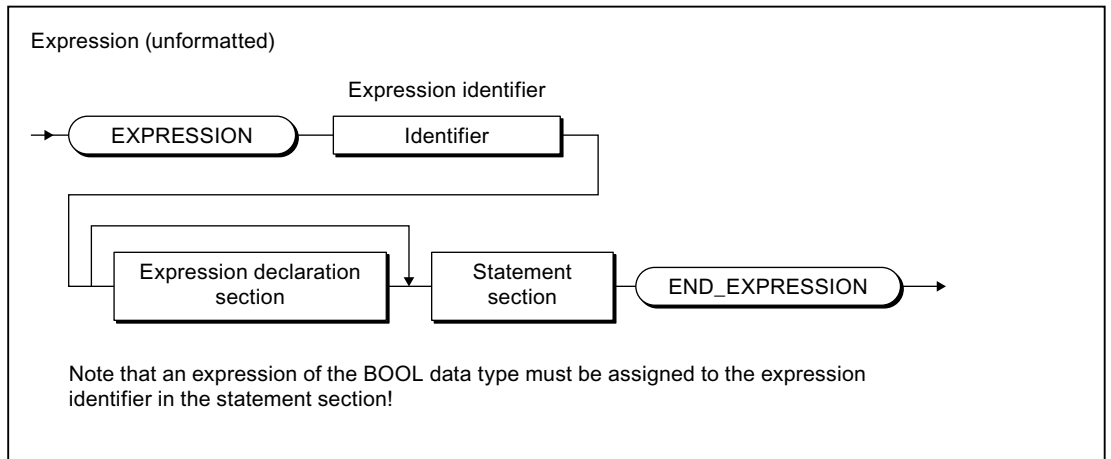 Expression (unformatted)
Expression identifier
EXPRESSION
Identifier
Expression declaration
section
Statement
section
END_EXPRESSION
Note that an expression of the BOOL data type must be assigned to the expression
identifier in the statement section!